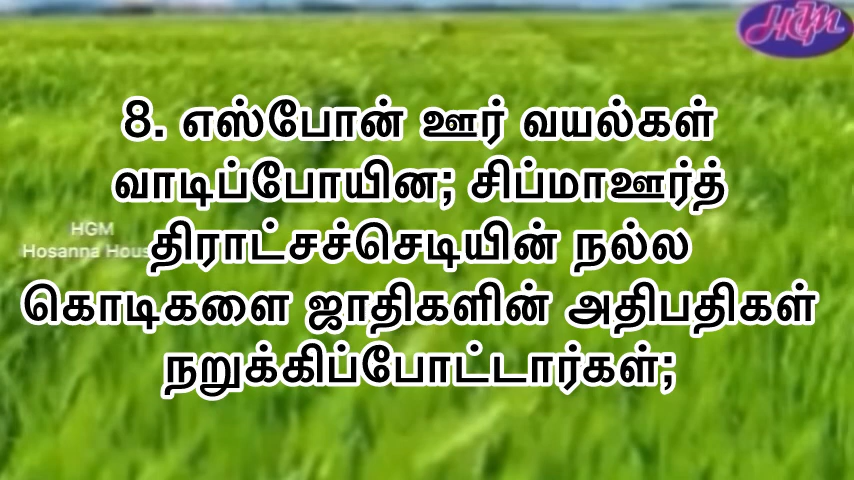 HGM
8. எஸ்போன் ஊர் வயல்கள்
வாடிப்போயின; சிப்மாஊர்த்
HGM
Hosanna Hous
திராட்சச்செடியின் நல்ல
கொடிகளை ஜாதிகளின் அதிபதிகள்
நறுக்கிப்போட்டார்கள்;